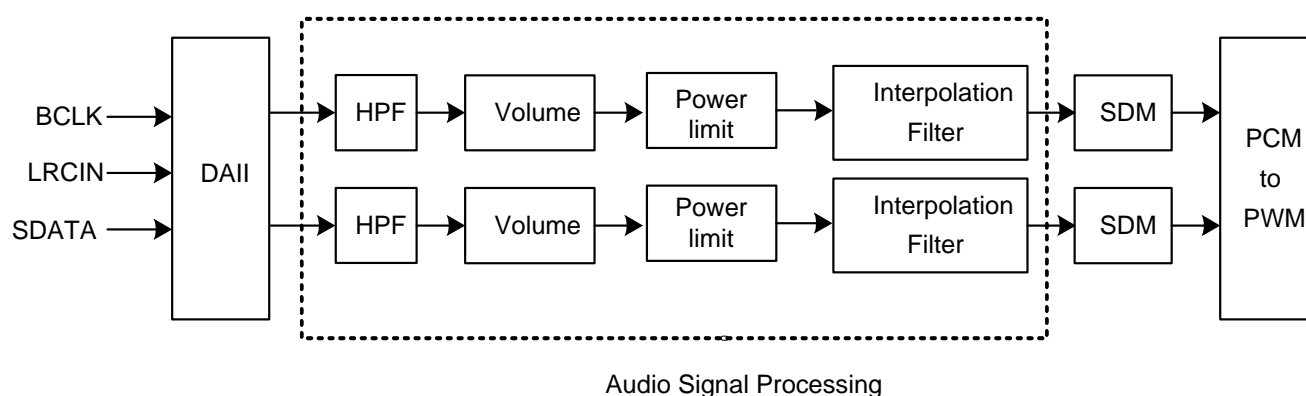 BCLK
LRCIN
SDATA
DAII
HPF
Volume
Power
limit
Interpolation
Filter
SDM
HPF
Volume
Power
limit
Interpolation
Filter
SDM
PCM
to
PWM
Audio Signal Processing